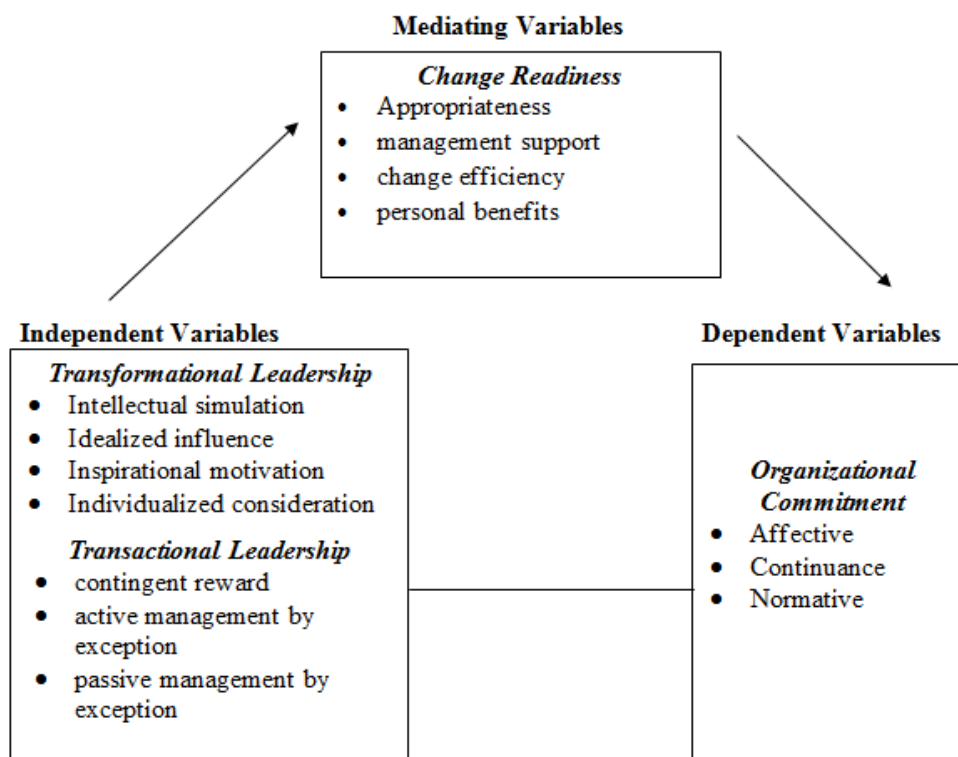 Mediating Variables
Change Readiness
• Appropriateness
• management support
• change efficiency
• personal benefits
Independent Variables
Transformational Leadership
• Intellectual simulation
• Idealized influence
• Inspirational motivation
• Individualized consideration
Transactional Leadership
• contingent reward
• active management by
exception
• passive management by
exception
Dependent Variables
Organizational
Commitment
• Affective
• Continuance
• Normative